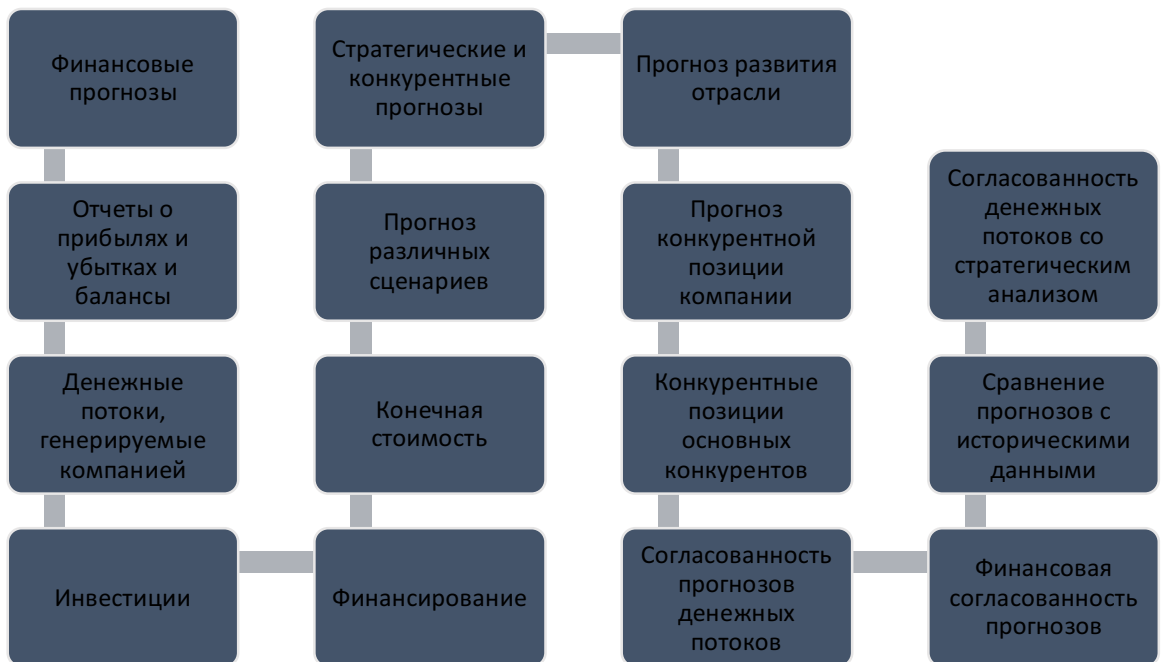 Финансовые
прогнозы
Отчеты о
прибылях и
убытках и
балансы
Денежные
потоки,
генерируемые
компанией
Инвестиции
Финансирование
Конечная
стоимость
Прогноз
различных
сценариев
Стратегические и
конкурентные
прогнозы
Прогноз развития
отрасли
Прогноз
конкурентной
позиции
компании
Конкурентные
позиции
основных
конкурентов
Согласованность
прогнозов
денежных
потоков
Финансовая
согласованность
прогнозов
Сравнение
прогнозов с
историческими
данными
Согласованность
денежных
потоков со
стратегическим
анализом